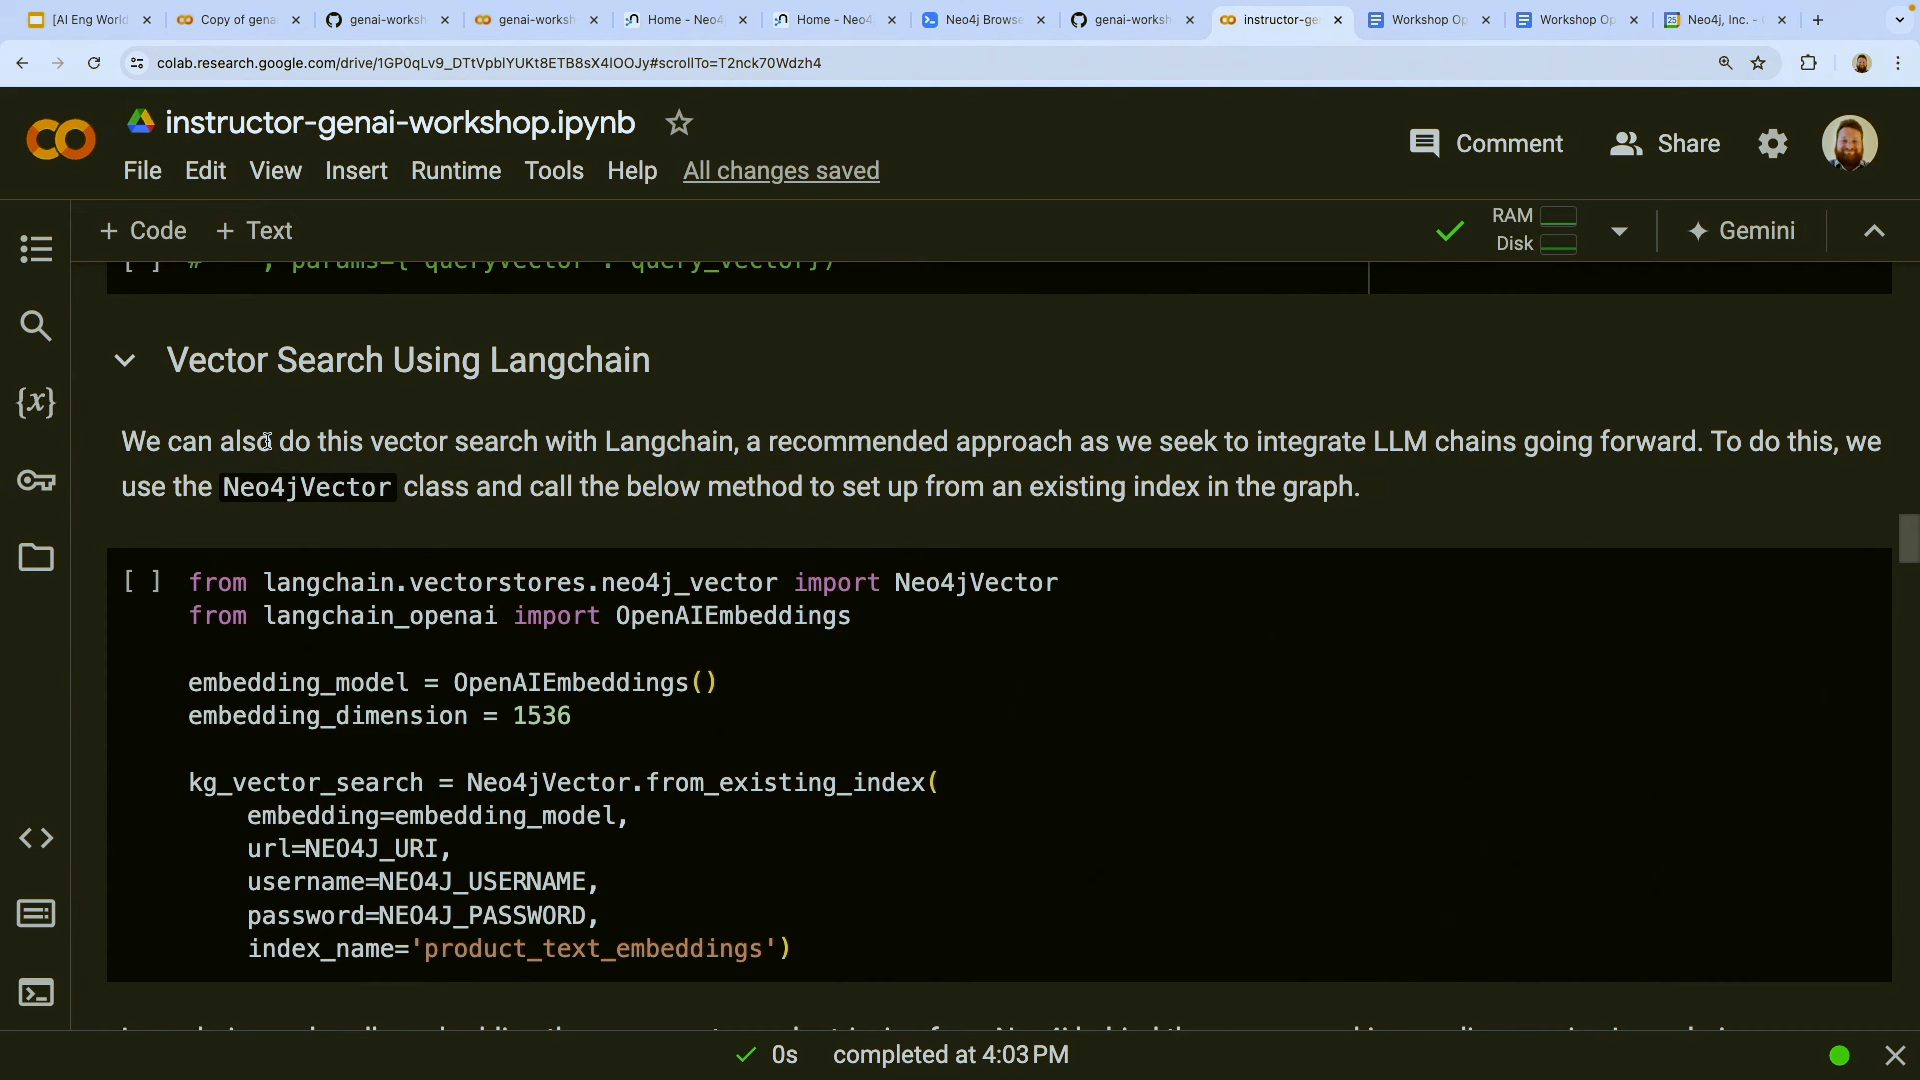 [AI Eng World
Copy of gena
genai-worksh
genai-worksh
Home - Neo4
Home - Neo4
Neo4j Browse
genai-worksh
instructor-ge
Workshop Op
Workshop Op
25
Neo4j, Inc. -
colab.research.google.com/drive/1GP0qLv9_DTtVpblYUKt8ETB8sX4lOOJy#scrollTo=T2nck70Wdzh4
instructor-genai-workshop.ipynb
Comment
Share
File Edit View Insert Runtime Tools Help All changes saved
+ Code + Text
RAM
Disk
Gemini
[ ] # ", params={'queryVector': query_vector})
Vector Search Using Langchain
We can also do this vector search with Langchain, a recommended approach as we seek to integrate LLM chains going forward. To do this, we
use the Neo4jVector class and call the below method to set up from an existing index in the graph.
[ ] from langchain.vectorstores.neo4j_vector import Neo4jVector
from langchain_openai import OpenAIEmbeddings
embedding_model = OpenAIEmbeddings()
embedding_dimension = 1536
kg_vector_search = Neo4jVector.from_existing_index(
embedding=embedding_model,
url=NEO4J_URI,
username=NEO4J_USERNAME,
password=NEO4J_PASSWORD,
index_name='product_text_embeddings')
0s completed at 4:03 PM